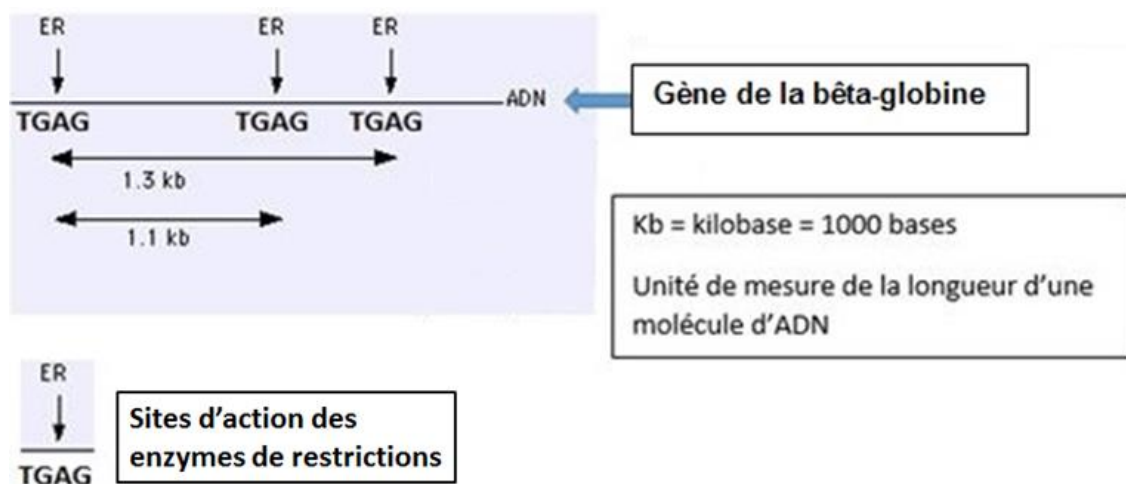 ER ER ER
ADN
TGAG TGAG TGAG
1.3 kb
1.1 kb
Gène de la bêta-globine
Kb = kilobase = 1000 bases
Unité de mesure de la longueur d'une
molécule d'ADN
ER
TGAG
Sites d'action des
enzymes de restrictions